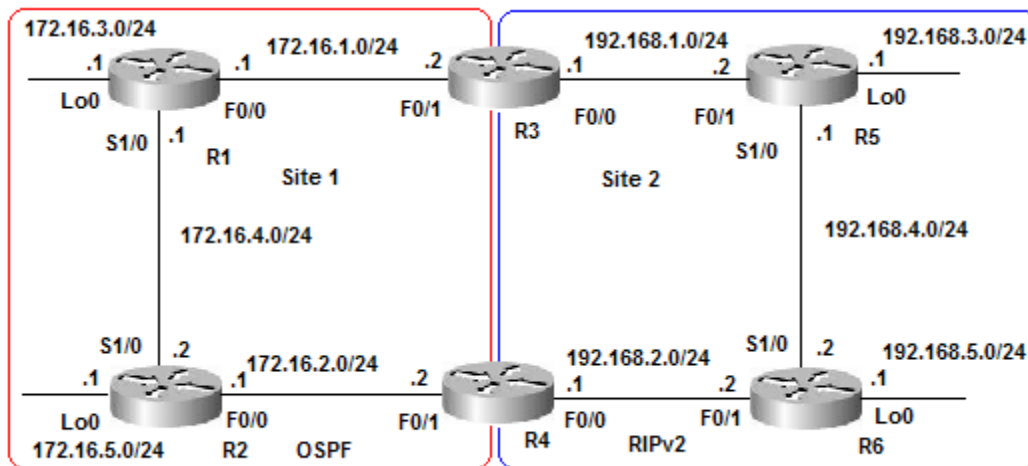 172.16.3.0/24 172.16.1.0/24 192.168.1.0/24 192.168.3.0/24
.1 .1 .2 .1 .2 .1
Lo0 F0/0 F0/1 F0/0 F0/1 Lo0
S1/0 .1 R1 R3 S1/0 .1 R5
Site 1 Site 2
172.16.4.0/24 192.168.4.0/24
S1/0 .2 172.16.2.0/24 192.168.2.0/24 S1/0 .2 192.168.5.0/24
.1 .1 .2 .1 .2 .1
Lo0 F0/0 F0/1 F0/0 F0/1 Lo0
172.16.5.0/24 R2 OSPF R4 RIPv2 R6